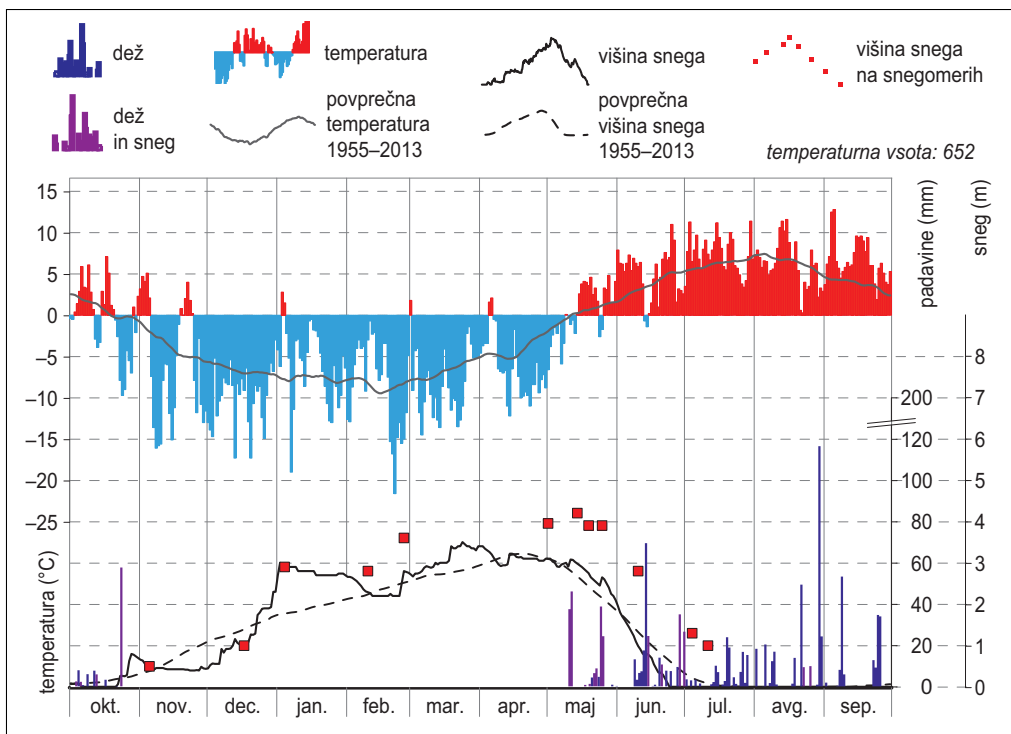 dež
temperatura
višina snega
višina snega
na snegomerih
dež
in sneg
povprečna
temperatura
1955–2013
povprečna
višina snega
1955–2013
temperaturna vsota: 652
15
10
5
0
−5
−10
−15
−20
−25
temperatura (°C)
padavine (mm)
sneg (m)
200
120
100
80
60
40
20
0
8
7
6
5
4
3
2
1
0
okt. nov. dec. jan. feb. mar. apr. maj jun. jul. avg. sep.